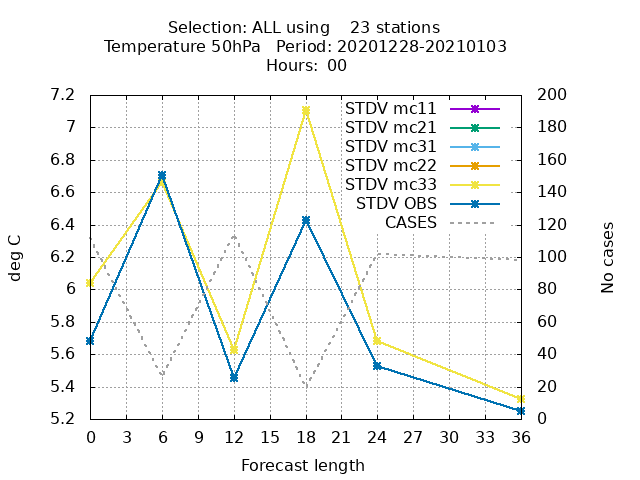 Selection: ALL using    23 stations
Temperature 50hPa   Period: 20201228-20210103
Hours:  00
7.2
7
6.8
6.6
6.4
6.2
6
5.8
5.6
5.4
5.2
deg C
STDV mc11
STDV mc21
STDV mc31
STDV mc22
STDV mc33
STDV OBS
CASES
200
180
160
140
120
100
80
60
40
20
0
No cases
0 3 6 9 12 15 18 21 24 27 30 33 36
Forecast length